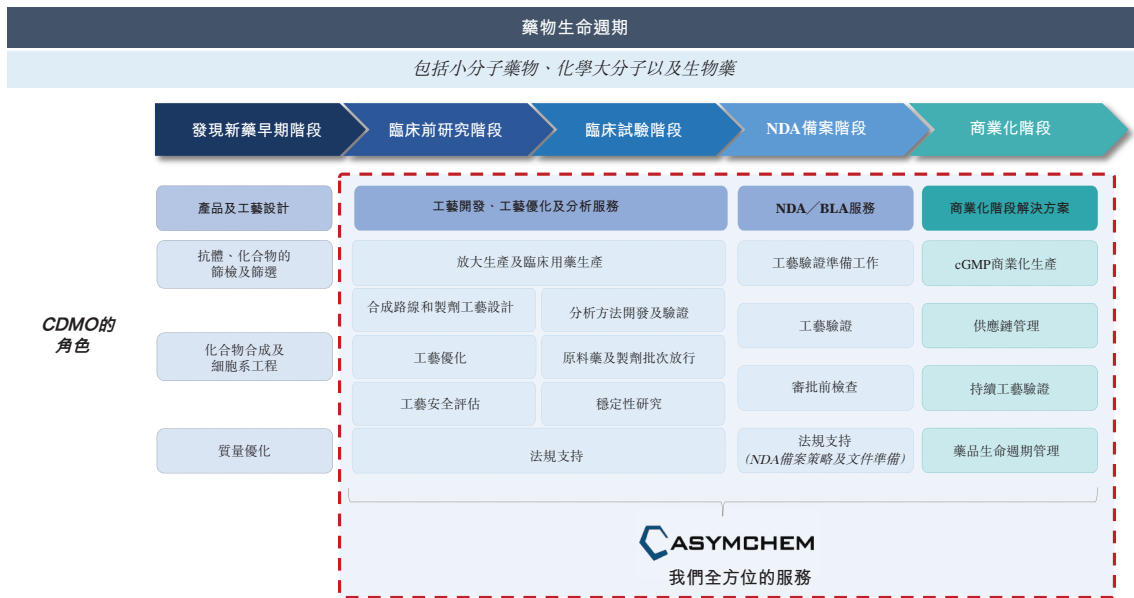 藥物生命週期
包括小分子藥物、化學大分子以及生物藥
發現新藥早期階段
臨床前研究階段
臨床試驗階段
NDA備案階段
商業化階段
CDMO的
角色
產品及工藝設計
抗體、化合物的
篩檢及篩選
化合物合成及
細胞系工程
質量優化
工藝開發、工藝優化及分析服務
放大生產及臨床用藥生產
合成路線和製劑工藝設計
分析方法開發及驗證
工藝優化
原料藥及製劑批次放行
工藝安全評估
穩定性研究
法規支持
NDA／BLA服務
工藝驗證準備工作
工藝驗證
審批前檢查
法規支持
(NDA備案策略及文件準備)
商業化階段解決方案
cGMP商業化生產
供應鏈管理
持續工藝驗證
藥品生命週期管理
ASYMCHEM
我們全方位的服務